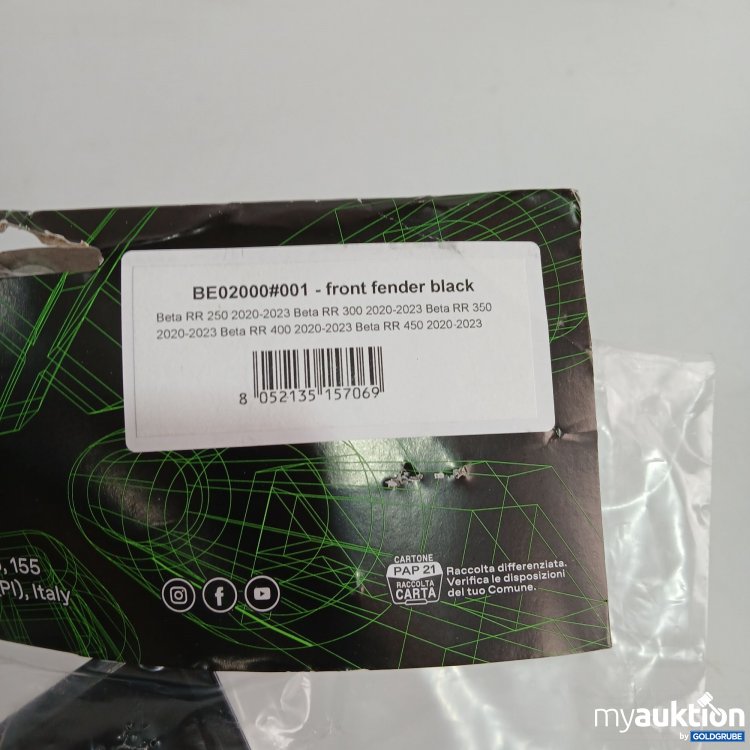 BE02000#001 - front fender black
Beta RR 250 2020-2023 Beta RR 300 2020-2023 Beta RR 350
2020-2023 Beta RR 400 2020-2023 Beta RR 450 2020-2023
8 052135 157069
, 155
PI), Italy
CARTONE
PAP 21
RACCOLTA
CARTA
Raccolta differenziata.
Verifica le disposizioni
del tuo Comune.
myauktion
by GOLDGRUBE